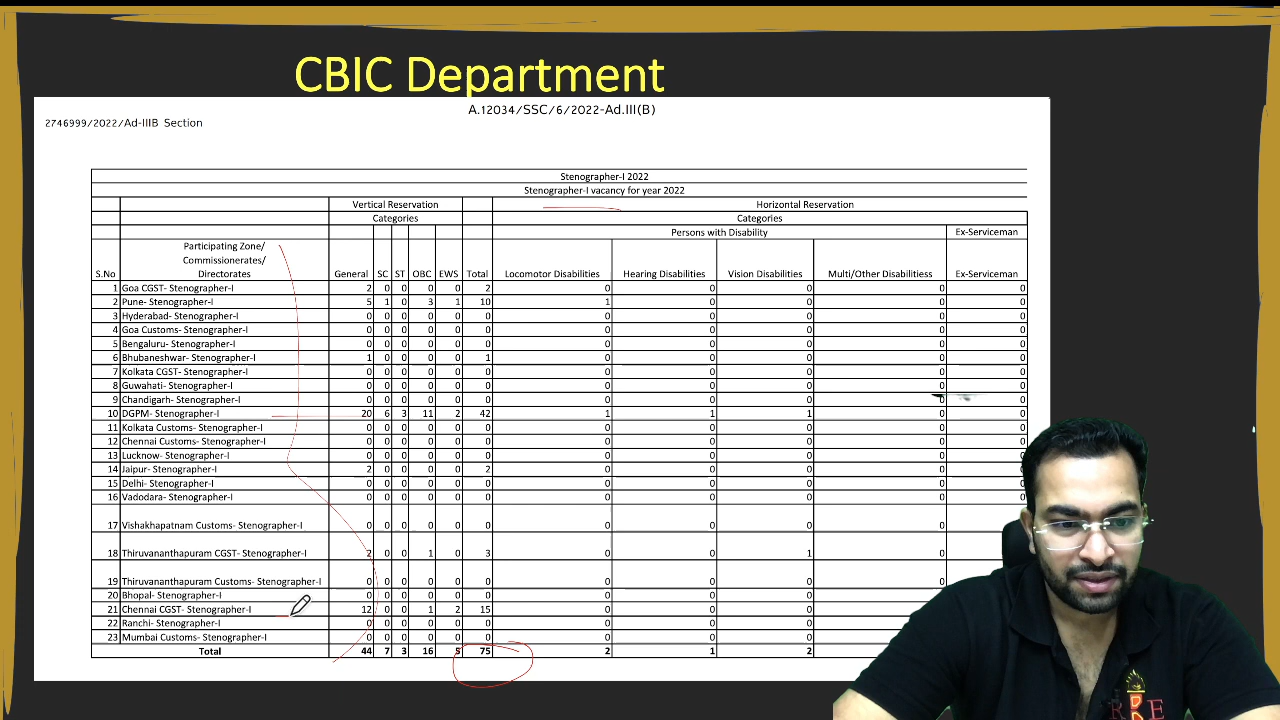 CBIC Department
A.12034/SSC/6/2022-Ad.III(B)
2746999/2022/Ad-IIIB Section
Stenographer-I 2022
Stenographer-I vacancy for year 2022
Vertical Reservation Horizontal Reservation
Categories Categories
Persons with Disability Ex-Serviceman
Participating Zone/
Commissionerates/
S.No Directorates General SC ST OBC EWS Total Locomotor Disabilities Hearing Disabilities Vision Disabilities Multi/Other Disabilitiess Ex-Serviceman
1 Goa CGST- Stenographer-I 2 0 0 0 0 2 0 0 0 0 0
2 Pune- Stenographer-I 5 1 0 3 1 10 1 0 0 0 0
3 Hyderabad- Stenographer-I 0 0 0 0 0 0 0 0 0 0 0
4 Goa Customs- Stenographer-I 0 0 0 0 0 0 0 0 0 0 0
5 Bengaluru- Stenographer-I 0 0 0 0 0 0 0 0 0 0 0
6 Bhubaneshwar- Stenographer-I 1 0 0 0 0 1 0 0 0 0 0
7 Kolkata CGST- Stenographer-I 0 0 0 0 0 0 0 0 0 0 0
8 Guwahati- Stenographer-I 0 0 0 0 0 0 0 0 0 0 0
9 Chandigarh- Stenographer-I 0 0 0 0 0 0 0 0 0 0 0
10 DGPM- Stenographer-I 20 6 3 11 2 42 1 1 1 0 0
11 Kolkata Customs- Stenographer-I 0 0 0 0 0 0 0 0 0 0 0
12 Chennai Customs- Stenographer-I 0 0 0 0 0 0 0 0 0 0 0
13 Lucknow- Stenographer-I 0 0 0 0 0 0 0 0 0 0 0
14 Jaipur- Stenographer-I 2 0 0 0 0 2 0 0 0 0 0
15 Delhi- Stenographer-I 0 0 0 0 0 0 0 0 0 0 0
16 Vadodara- Stenographer-I 0 0 0 0 0 0 0 0 0 0 0
17 Vishakhapatnam Customs- Stenographer-I 0 0 0 0 0 0 0 0 0 0
18 Thiruvananthapuram CGST- Stenographer-I 2 0 0 1 0 3 0 0 1 0
19 Thiruvananthapuram Customs- Stenographer-I 0 0 0 0 0 0 0 0 0 0
20 Bhopal- Stenographer-I 0 0 0 0 0 0 0 0 0 0
21 Chennai CGST- Stenographer-I 12 0 0 1 2 15 0 0 0
22 Ranchi- Stenographer-I 0 0 0 0 0 0 0 0 0
23 Mumbai Customs- Stenographer-I 0 0 0 0 0 0 0 0 0
Total 44 7 3 16 5 75 2 1 2